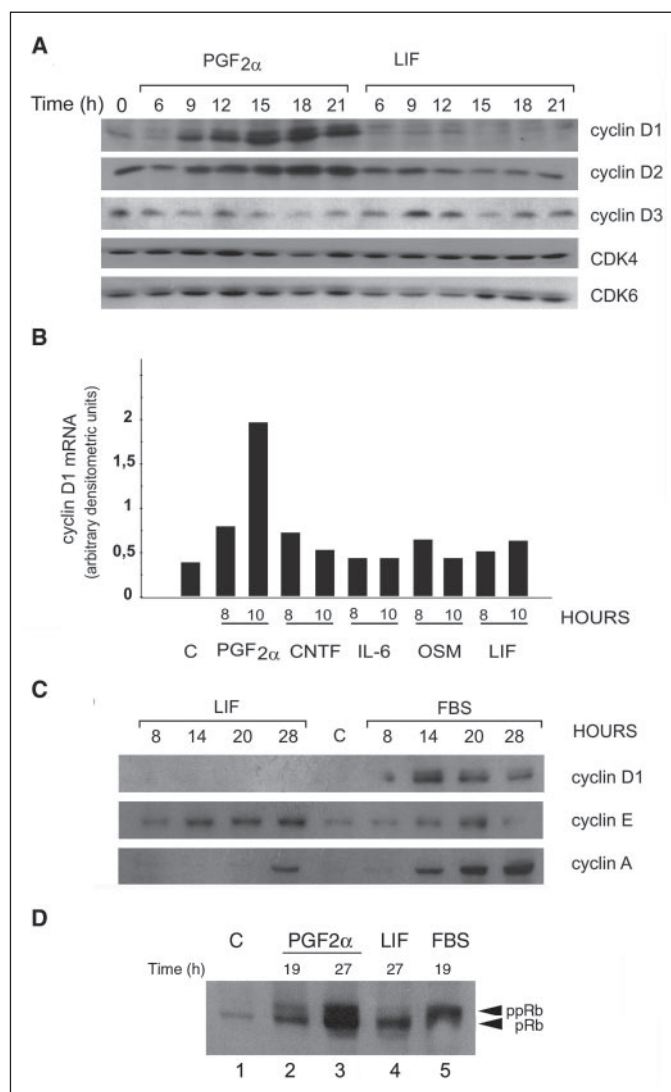 A
PGF2α LIF
Time (h) 0 6 9 12 15 18 21 6 9 12 15 18 21
cyclin D1
cyclin D2
cyclin D3
CDK4
CDK6
B
cyclin D1 mRNA
(arbitrary densitometric units)
2
1,5
1
0,5
0
8 10 8 10 8 10 8 10 8 10 HOURS
C PGF2α CNTF IL-6 OSM LIF
C
LIF FBS
8 14 20 28 C 8 14 20 28 HOURS
cyclin D1
cyclin E
cyclin A
D
C PGF2α LIF FBS
Time (h) 19 27 27 19
ppRb
pRb
1 2 3 4 5